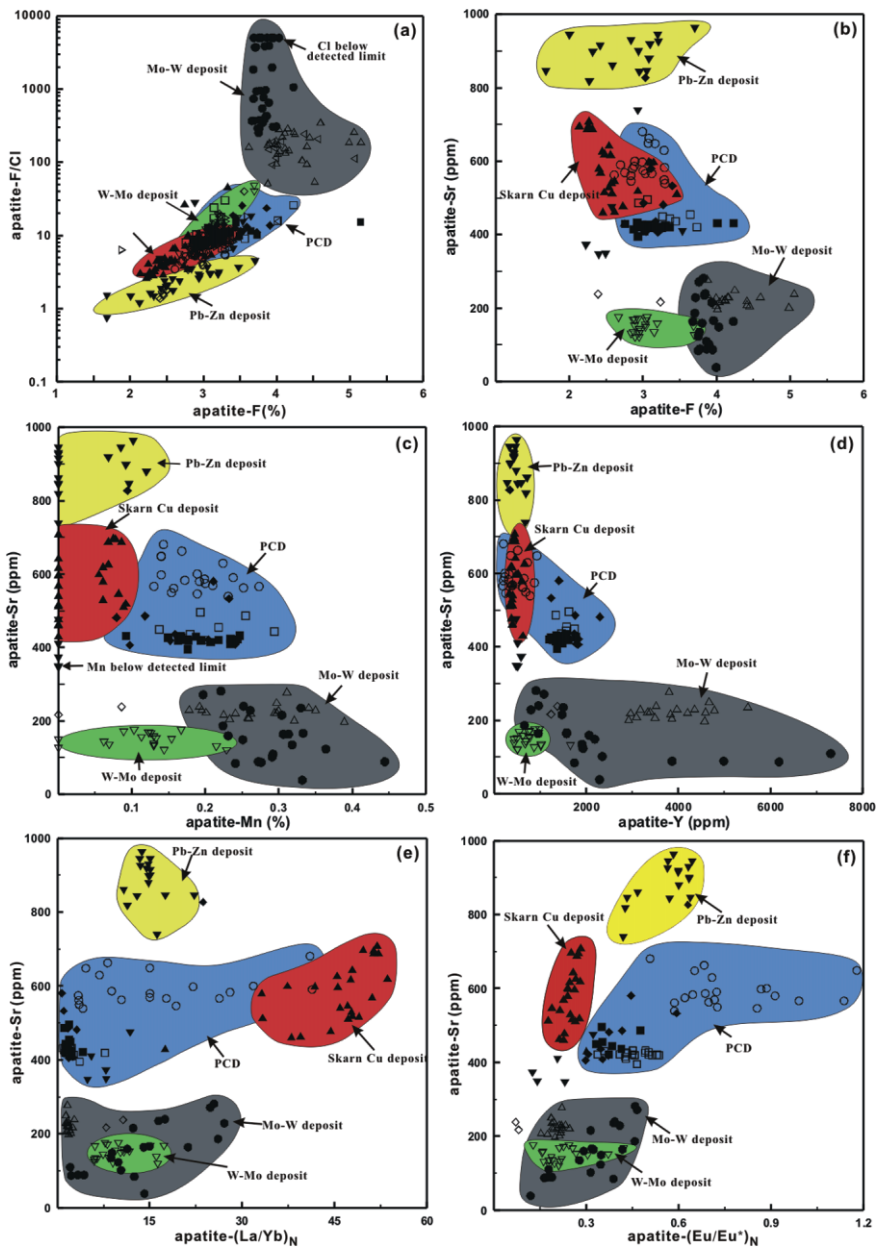 (a)
10000
1000
100
10
1
0.1
apatite-F/Cl
Cl below
detected limit
Mo-W deposit
W-Mo deposit
PCD
Pb-Zn deposit
1 2 3 4 5 6
apatite-F(%)
(b)
1000
800
600
400
200
0
apatite-Sr (ppm)
Pb-Zn deposit
PCD
Skarn Cu deposit
Mo-W deposit
W-Mo deposit
2 3 4 5 6
apatite-F (%)
(c)
1000
800
600
400
200
0
apatite-Sr (ppm)
Pb-Zn deposit
Skarn Cu deposit
PCD
Mn below detected limit
Mo-W deposit
W-Mo deposit
0.1 0.2 0.3 0.4 0.5
apatite-Mn (%)
(d)
1000
800
600
400
200
0
apatite-Sr (ppm)
Pb-Zn deposit
Skarn Cu deposit
PCD
Mo-W deposit
W-Mo deposit
2000 4000 6000 8000
apatite-Y (ppm)
(e)
1000
800
600
400
200
0
apatite-Sr (ppm)
Pb-Zn deposit
PCD
Skarn Cu deposit
Mo-W deposit
W-Mo deposit
15 30 45 60
apatite-(La/Yb)N
(f)
1000
800
600
400
200
0
apatite-Sr (ppm)
Skarn Cu deposit
Pb-Zn deposit
PCD
Mo-W deposit
W-Mo deposit
0.3 0.6 0.9 1.2
apatite-(Eu/Eu*)N